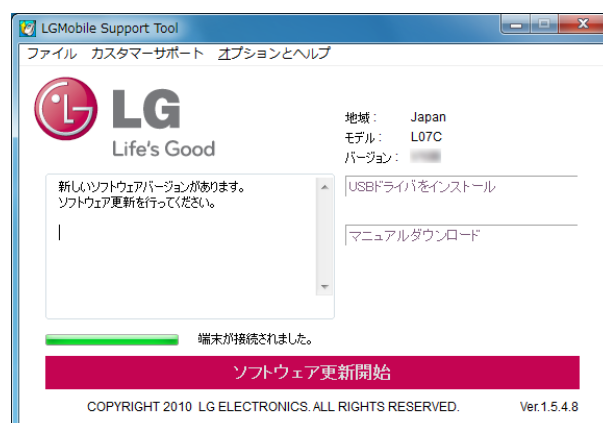 LGMobile Support Tool
ファイル カスタマーサポート オプションとヘルプ
LG
Life's Good
地域： Japan
モデル： L07C
バージョン：
新しいソフトウェアバージョンがあります。
ソフトウェア更新を行ってください。
USBドライバをインストール
マニュアルダウンロード
端末が接続されました。
ソフトウェア更新開始
COPYRIGHT 2010 LG ELECTRONICS. ALL RIGHTS RESERVED. Ver.1.5.4.8